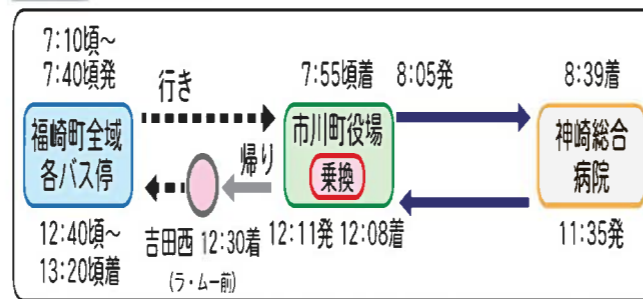 7:10頃〜
7:40頃発
行き
7:55頃着 8:05発
8:39着
福崎町全域
各バス停
市川町役場
乗換
神崎総合
病院
帰り
12:40頃〜
13:20頃着
吉田西 12:30着
(ラ・ムー前)
12:11発 12:08着
11:35発